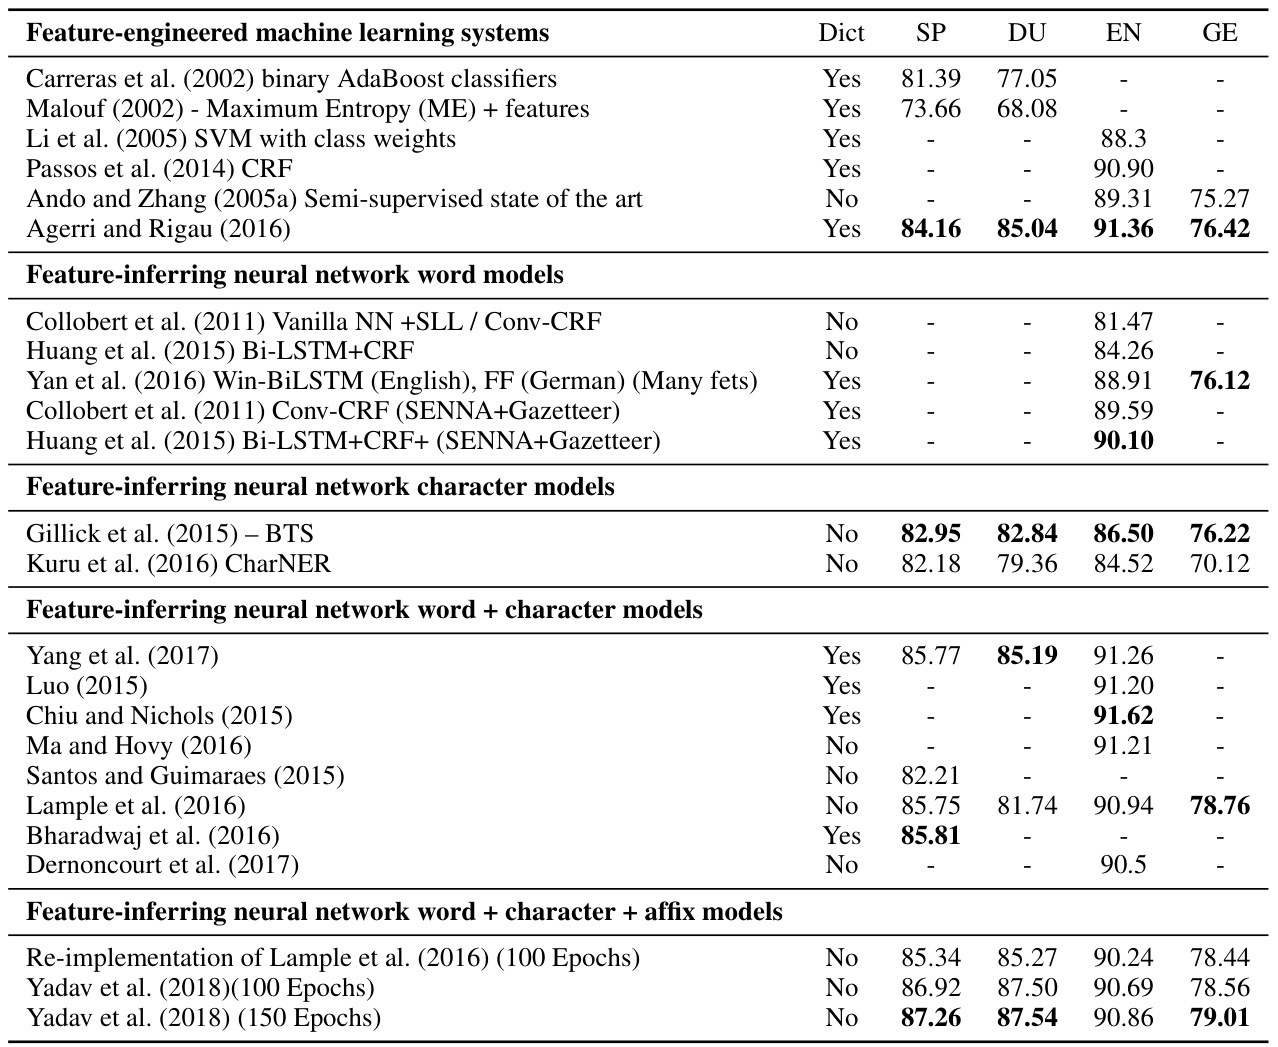 Feature-engineered machine learning systems Dict SP DU EN GE
Carreras et al. (2002) binary AdaBoost classifiers Yes 81.39 77.05 - -
Malouf (2002) - Maximum Entropy (ME) + features Yes 73.66 68.08 - -
Li et al. (2005) SVM with class weights Yes - - 88.3 -
Passos et al. (2014) CRF Yes - - 90.90 -
Ando and Zhang (2005a) Semi-supervised state of the art No - - 89.31 75.27
Agerri and Rigau (2016) Yes 84.16 85.04 91.36 76.42
Feature-inferring neural network word models
Collobert et al. (2011) Vanilla NN +SLL / Conv-CRF No - - 81.47 -
Huang et al. (2015) Bi-LSTM+CRF No - - 84.26 -
Yan et al. (2016) Win-BiLSTM (English), FF (German) (Many fets) Yes - - 88.91 76.12
Collobert et al. (2011) Conv-CRF (SENNA+Gazetteer) Yes - - 89.59 -
Huang et al. (2015) Bi-LSTM+CRF+ (SENNA+Gazetteer) Yes - - 90.10 -
Feature-inferring neural network character models
Gillick et al. (2015) – BTS No 82.95 82.84 86.50 76.22
Kuru et al. (2016) CharNER No 82.18 79.36 84.52 70.12
Feature-inferring neural network word + character models
Yang et al. (2017) Yes 85.77 85.19 91.26 -
Luo (2015) Yes - - 91.20 -
Chiu and Nichols (2015) Yes - - 91.62 -
Ma and Hovy (2016) No - - 91.21 -
Santos and Guimaraes (2015) No 82.21 - - -
Lample et al. (2016) No 85.75 81.74 90.94 78.76
Bharadwaj et al. (2016) Yes 85.81 - - -
Dernoncourt et al. (2017) No - - 90.5 -
Feature-inferring neural network word + character + affix models
Re-implementation of Lample et al. (2016) (100 Epochs) No 85.34 85.27 90.24 78.44
Yadav et al. (2018)(100 Epochs) No 86.92 87.50 90.69 78.56
Yadav et al. (2018) (150 Epochs) No 87.26 87.54 90.86 79.01